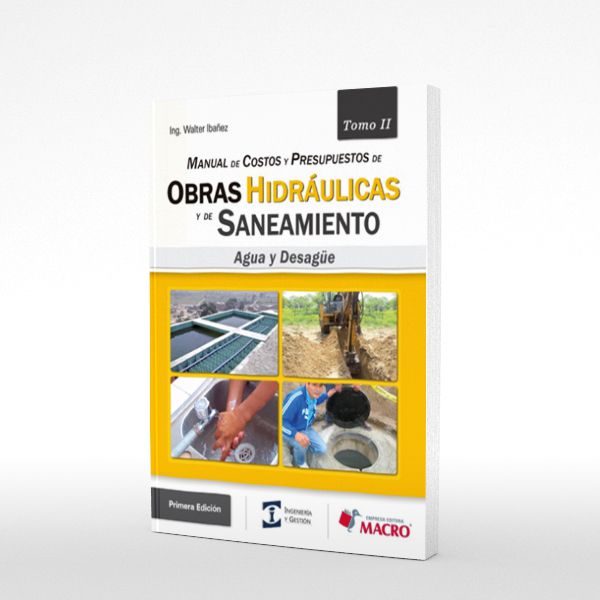 Ing. Walter Ibañez
Tomo II
MANUAL DE COSTOS Y PRESUPUESTOS DE
OBRAS HIDRÁULICAS
Y DE SANEAMIENTO
Agua y Desagüe
Primera Edición
INGENIERÍA
Y GESTIÓN
EMPRESA EDITORA
MACRO®